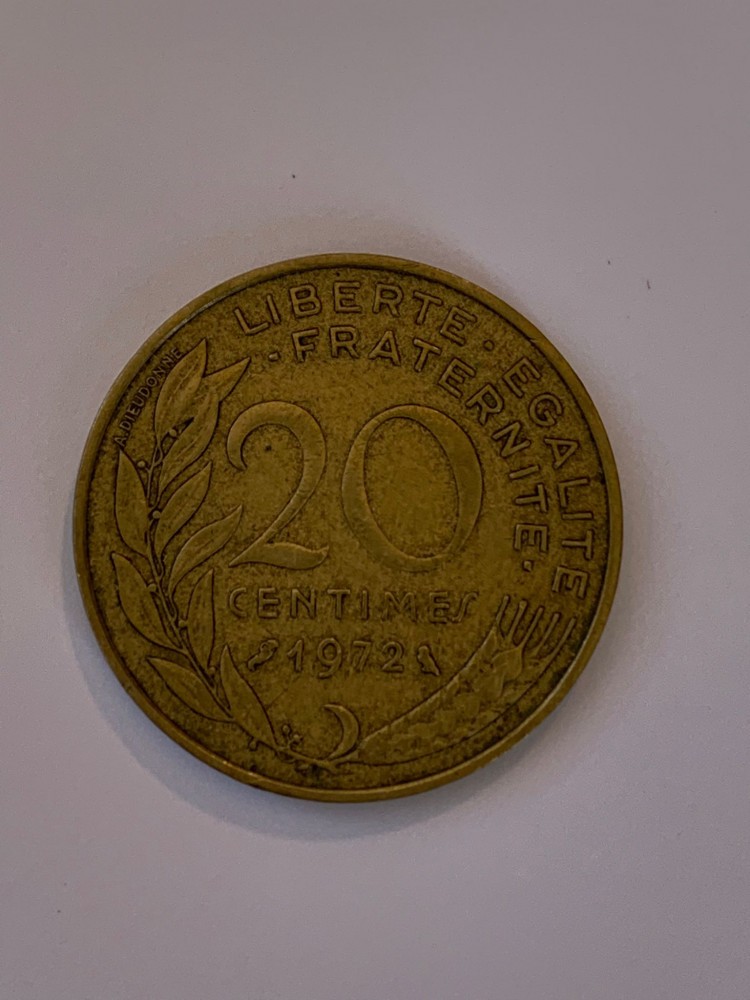 LIBERTE · EGALITE
· FRATERNITE ·
A.DIEUDONNE
20
CENTIMES
1972